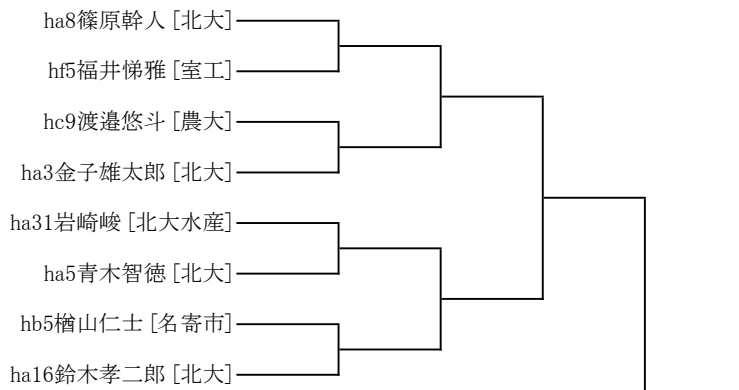 ha8篠原幹人 [北大]
hf5福井悌雅 [室工]
hc9渡邉悠斗 [農大]
ha3金子雄太郎 [北大]
ha31岩崎峻 [北大水産]
ha5青木智徳 [北大]
hb5楢山仁士 [名寄市]
ha16鈴木孝二郎 [北大]